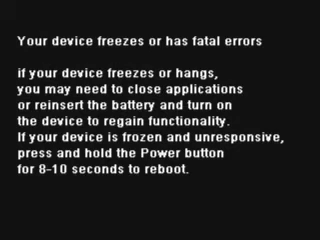 Your device freezes or has fatal errors
if your device freezes or hangs,
you may need to close applications
or reinsert the battery and turn on
the device to regain functionality.
If your device is frozen and unresponsive,
press and hold the Power button
for 8-10 seconds to reboot.